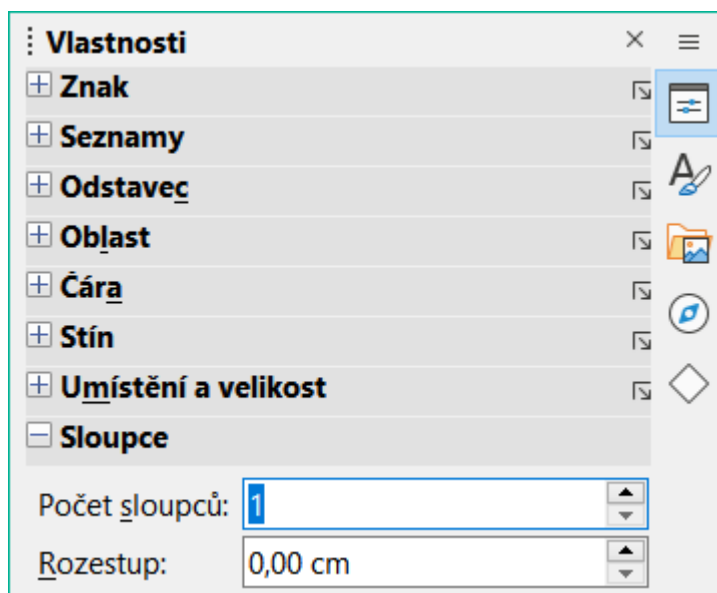 Vlastnosti
Znak
Seznamy
Odstavec
Oblast
Čára
Stín
Umístění a velikost
Sloupce
Počet sloupců: 1
Rozestup: 0,00 cm